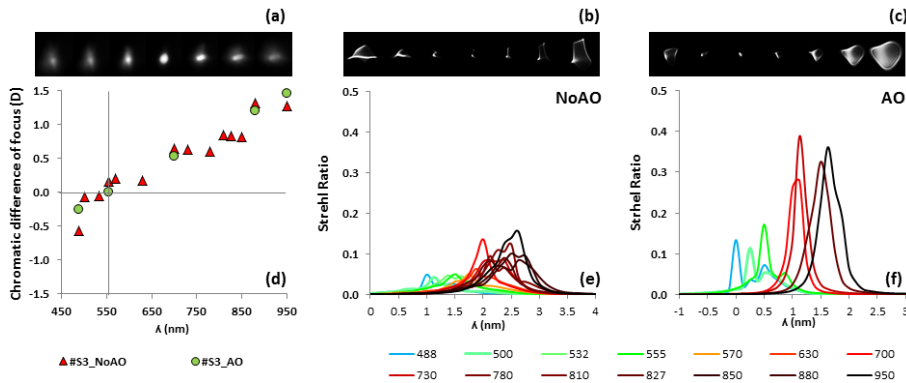 (a)
(b)
(c)
Chromatic difference of focus (D)
1.5
1.0
0.5
0.0
-0.5
-1.0
-1.5
450 550 650 750 850 950
ʎ (nm)
(d)
▲ #S3_NoAO ● #S3_AO
NoAO
Strehl Ratio
0.5
0.4
0.3
0.2
0.1
0.0
0 0.5 1 1.5 2 2.5 3 3.5 4
ʎ (nm)
(e)
AO
Strhel Ratio
0.5
0.4
0.3
0.2
0.1
0.0
-1 -0.5 0 0.5 1 1.5 2 2.5 3
ʎ (nm)
(f)
488 500 532 555 570 630 700
730 780 810 827 850 880 950